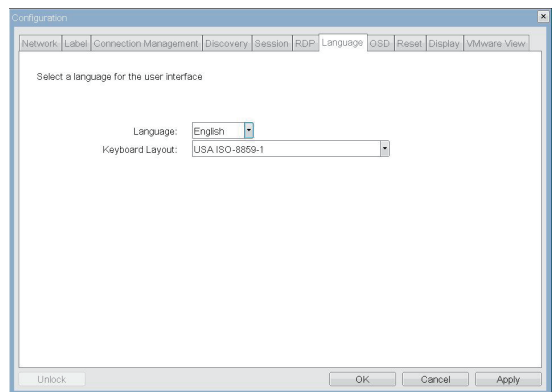 Configuration
Network Label Connection Management Discovery Session RDP Language OSD Reset Display VMware View
Select a language for the user interface
Language: English
Keyboard Layout: USA ISO-8859-1
Unlock OK Cancel Apply